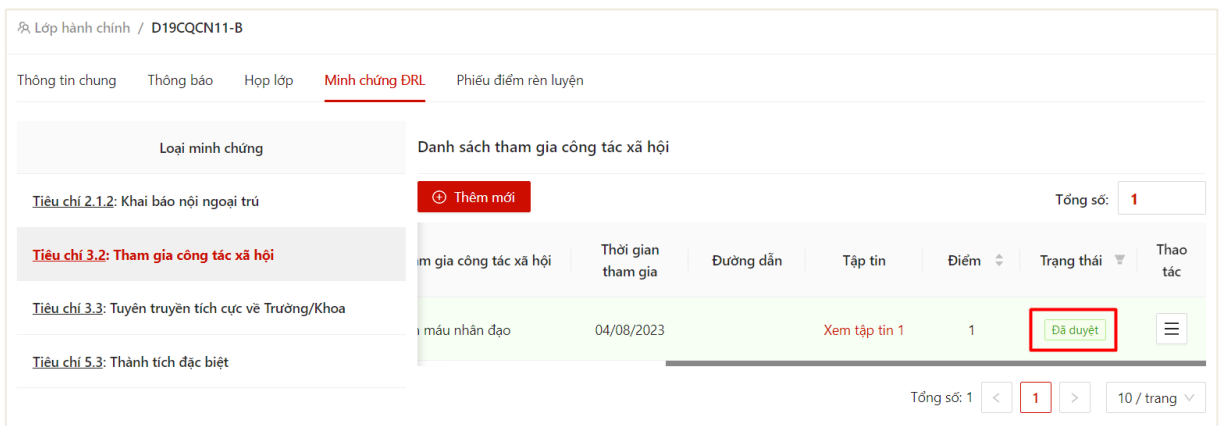 Lớp hành chính / D19CQCN11-B
Thông tin chung Thông báo Họp lớp Minh chứng ĐRL Phiếu điểm rèn luyện
Loại minh chứng
Tiêu chí 2.1.2: Khai báo nội ngoại trú
Tiêu chí 3.2: Tham gia công tác xã hội
Tiêu chí 3.3: Tuyên truyền tích cực về Trường/Khoa
Tiêu chí 5.3: Thành tích đặc biệt
Danh sách tham gia công tác xã hội
Thêm mới
Tổng số: 1
gia công tác xã hội
Thời gian
tham gia
Đường dẫn
Tập tin
Điểm
Trạng thái
Thao
tác
máu nhân đạo 04/08/2023 Xem tập tin 1 1 Đã duyệt
Tổng số: 1 < 1 > 10 / trang